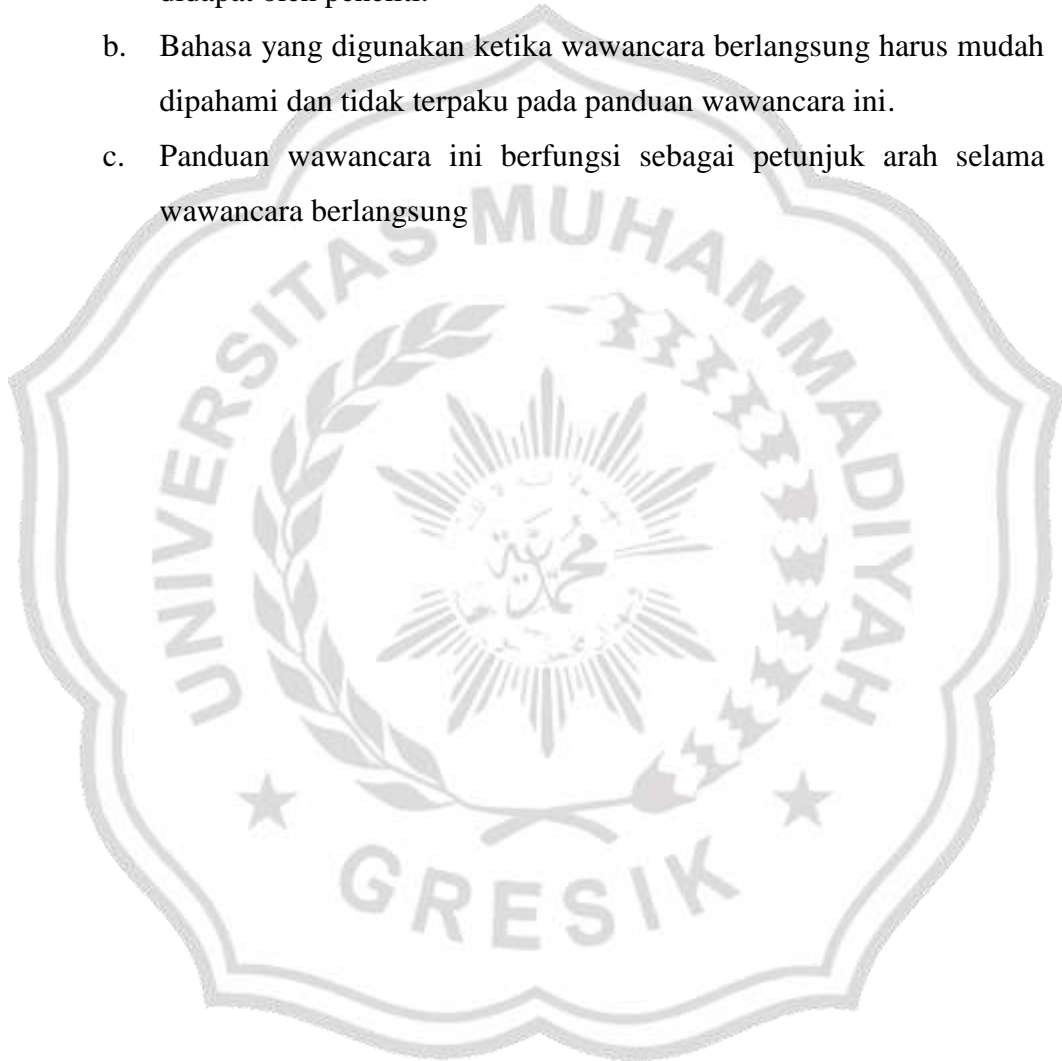 didapat oleh peneliti.
b. Bahasa yang digunakan ketika wawancara berlangsung harus mudah
dipahami dan tidak terpaku pada panduan wawancara ini.
c. Panduan wawancara ini berfungsi sebagai petunjuk arah selama
wawancara berlangsung
UNIVERSITAS MUHAMMADIYAH
GRESIK